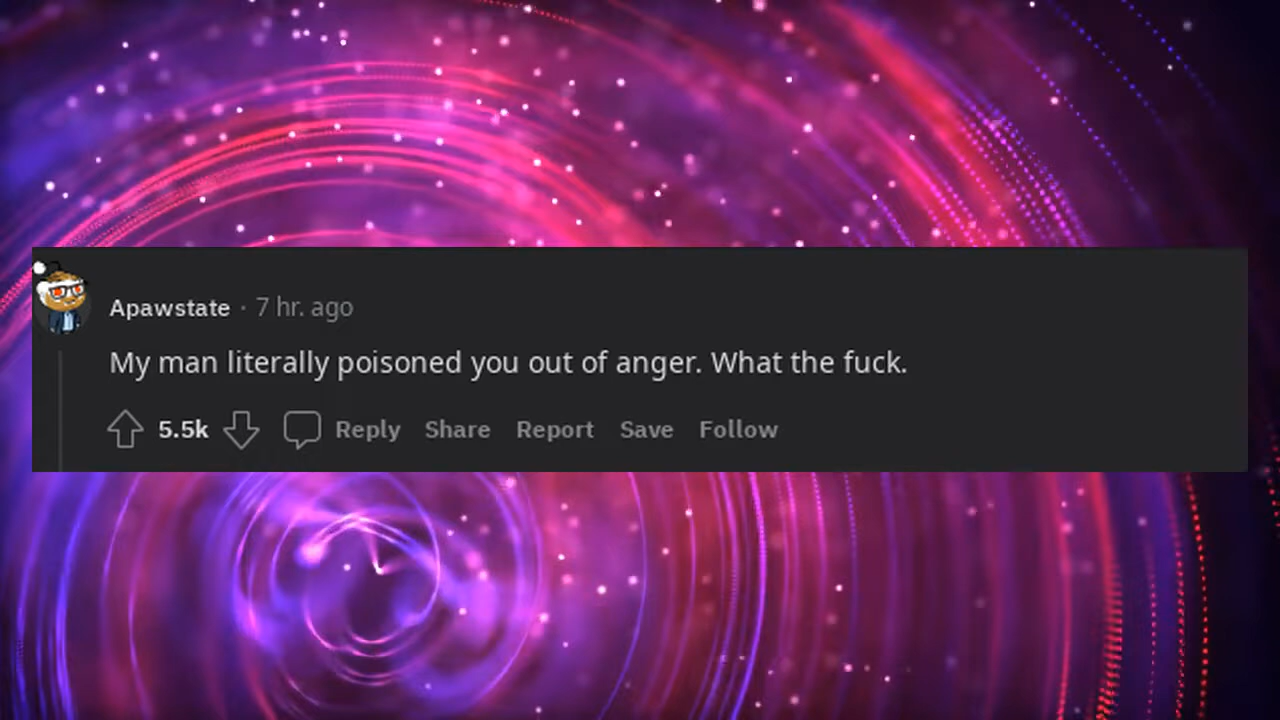 Apawstate · 7 hr. ago
My man literally poisoned you out of anger. What the fuck.
5.5k Reply Share Report Save Follow